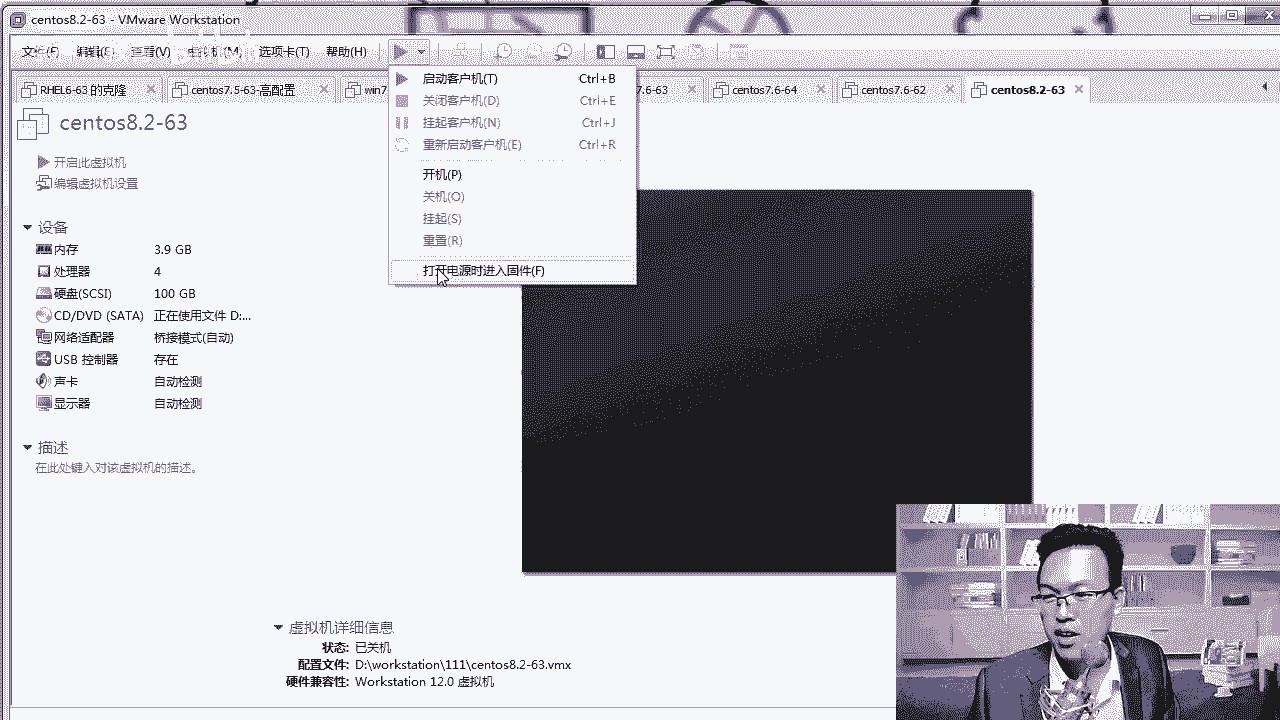 centos8.2-63 - VMware Workstation
查看(V) 选项卡(T) 帮助(H)
RHEL6-63 的克隆 centos7.5-63-高配置 win7 7.6-63 centos7.6-64 centos7.6-62 centos8.2-63
启动客户机(T) Ctrl+B
关闭客户机(D) Ctrl+E
挂起客户机(N) Ctrl+J
重新启动客户机(E) Ctrl+R
开机(P)
关机(O)
挂起(S)
重置(R)
打开电源时进入固件(F)
centos8.2-63
开启此虚拟机
编辑虚拟机设置
设备
内存 3.9 GB
处理器 4
硬盘(SCSI) 100 GB
CD/DVD (SATA) 正在使用文件 D:...
网络适配器 桥接模式(自动)
USB 控制器 存在
声卡 自动检测
显示器 自动检测
描述
在此处键入对该虚拟机的描述。
虚拟机详细信息
状态: 已关机
配置文件: D:\workstation\111\centos8.2-63.vmx
硬件兼容性: Workstation 12.0 虚拟机